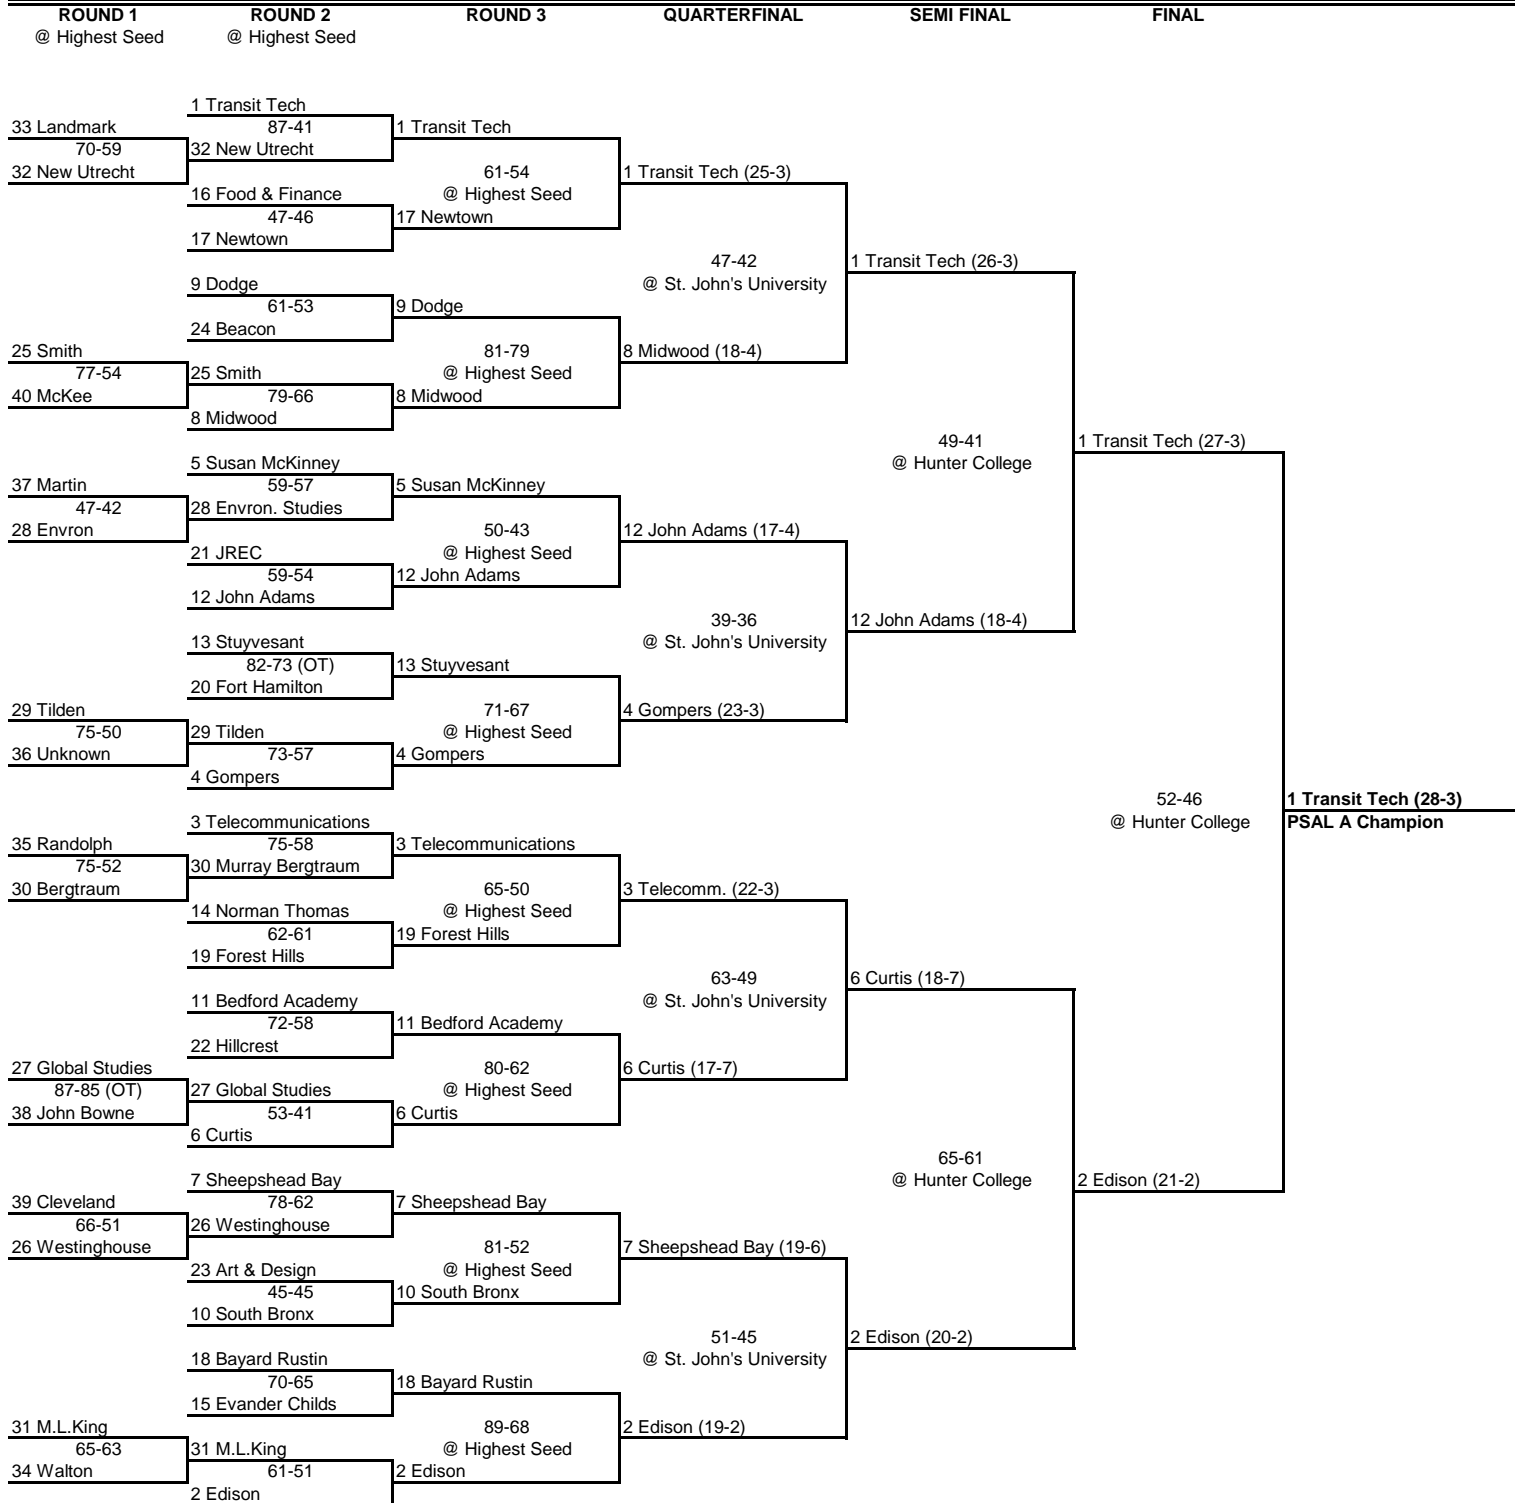 ROUND 1
@ Highest Seed
ROUND 2
@ Highest Seed
ROUND 3
QUARTERFINAL
SEMI FINAL
FINAL
33 Landmark
70-59
32 New Utrecht
25 Smith
77-54
40 McKee
37 Martin
47-42
28 Envron
29 Tilden
75-50
36 Unknown
35 Randolph
75-52
30 Bergtraum
27 Global Studies
87-85 (OT)
38 John Bowne
39 Cleveland
66-51
26 Westinghouse
31 M.L.King
65-63
34 Walton
1 Transit Tech
87-41
32 New Utrecht
16 Food & Finance
47-46
17 Newtown
9 Dodge
61-53
24 Beacon
25 Smith
79-66
8 Midwood
5 Susan McKinney
59-57
28 Envron. Studies
21 JREC
59-54
12 John Adams
13 Stuyvesant
82-73 (OT)
20 Fort Hamilton
29 Tilden
73-57
4 Gompers
3 Telecommunications
75-58
30 Murray Bergtraum
14 Norman Thomas
62-61
19 Forest Hills
11 Bedford Academy
72-58
22 Hillcrest
27 Global Studies
53-41
6 Curtis
7 Sheepshead Bay
78-62
26 Westinghouse
23 Art & Design
45-45
10 South Bronx
18 Bayard Rustin
70-65
15 Evander Childs
31 M.L.King
61-51
2 Edison
1 Transit Tech
61-54
@ Highest Seed
17 Newtown
9 Dodge
81-79
@ Highest Seed
8 Midwood
5 Susan McKinney
50-43
@ Highest Seed
12 John Adams
13 Stuyvesant
71-67
@ Highest Seed
4 Gompers
3 Telecommunications
65-50
@ Highest Seed
19 Forest Hills
11 Bedford Academy
80-62
@ Highest Seed
6 Curtis
7 Sheepshead Bay
81-52
@ Highest Seed
10 South Bronx
18 Bayard Rustin
89-68
@ Highest Seed
2 Edison
1 Transit Tech (25-3)
47-42
@ St. John's University
8 Midwood (18-4)
12 John Adams (17-4)
39-36
@ St. John's University
4 Gompers (23-3)
3 Telecomm. (22-3)
63-49
@ St. John's University
6 Curtis (17-7)
7 Sheepshead Bay (19-6)
51-45
@ St. John's University
2 Edison (19-2)
1 Transit Tech (26-3)
49-41
@ Hunter College
12 John Adams (18-4)
6 Curtis (18-7)
65-61
@ Hunter College
2 Edison (20-2)
1 Transit Tech (27-3)
52-46
@ Hunter College
2 Edison (21-2)
1 Transit Tech (28-3)
PSAL A Champion